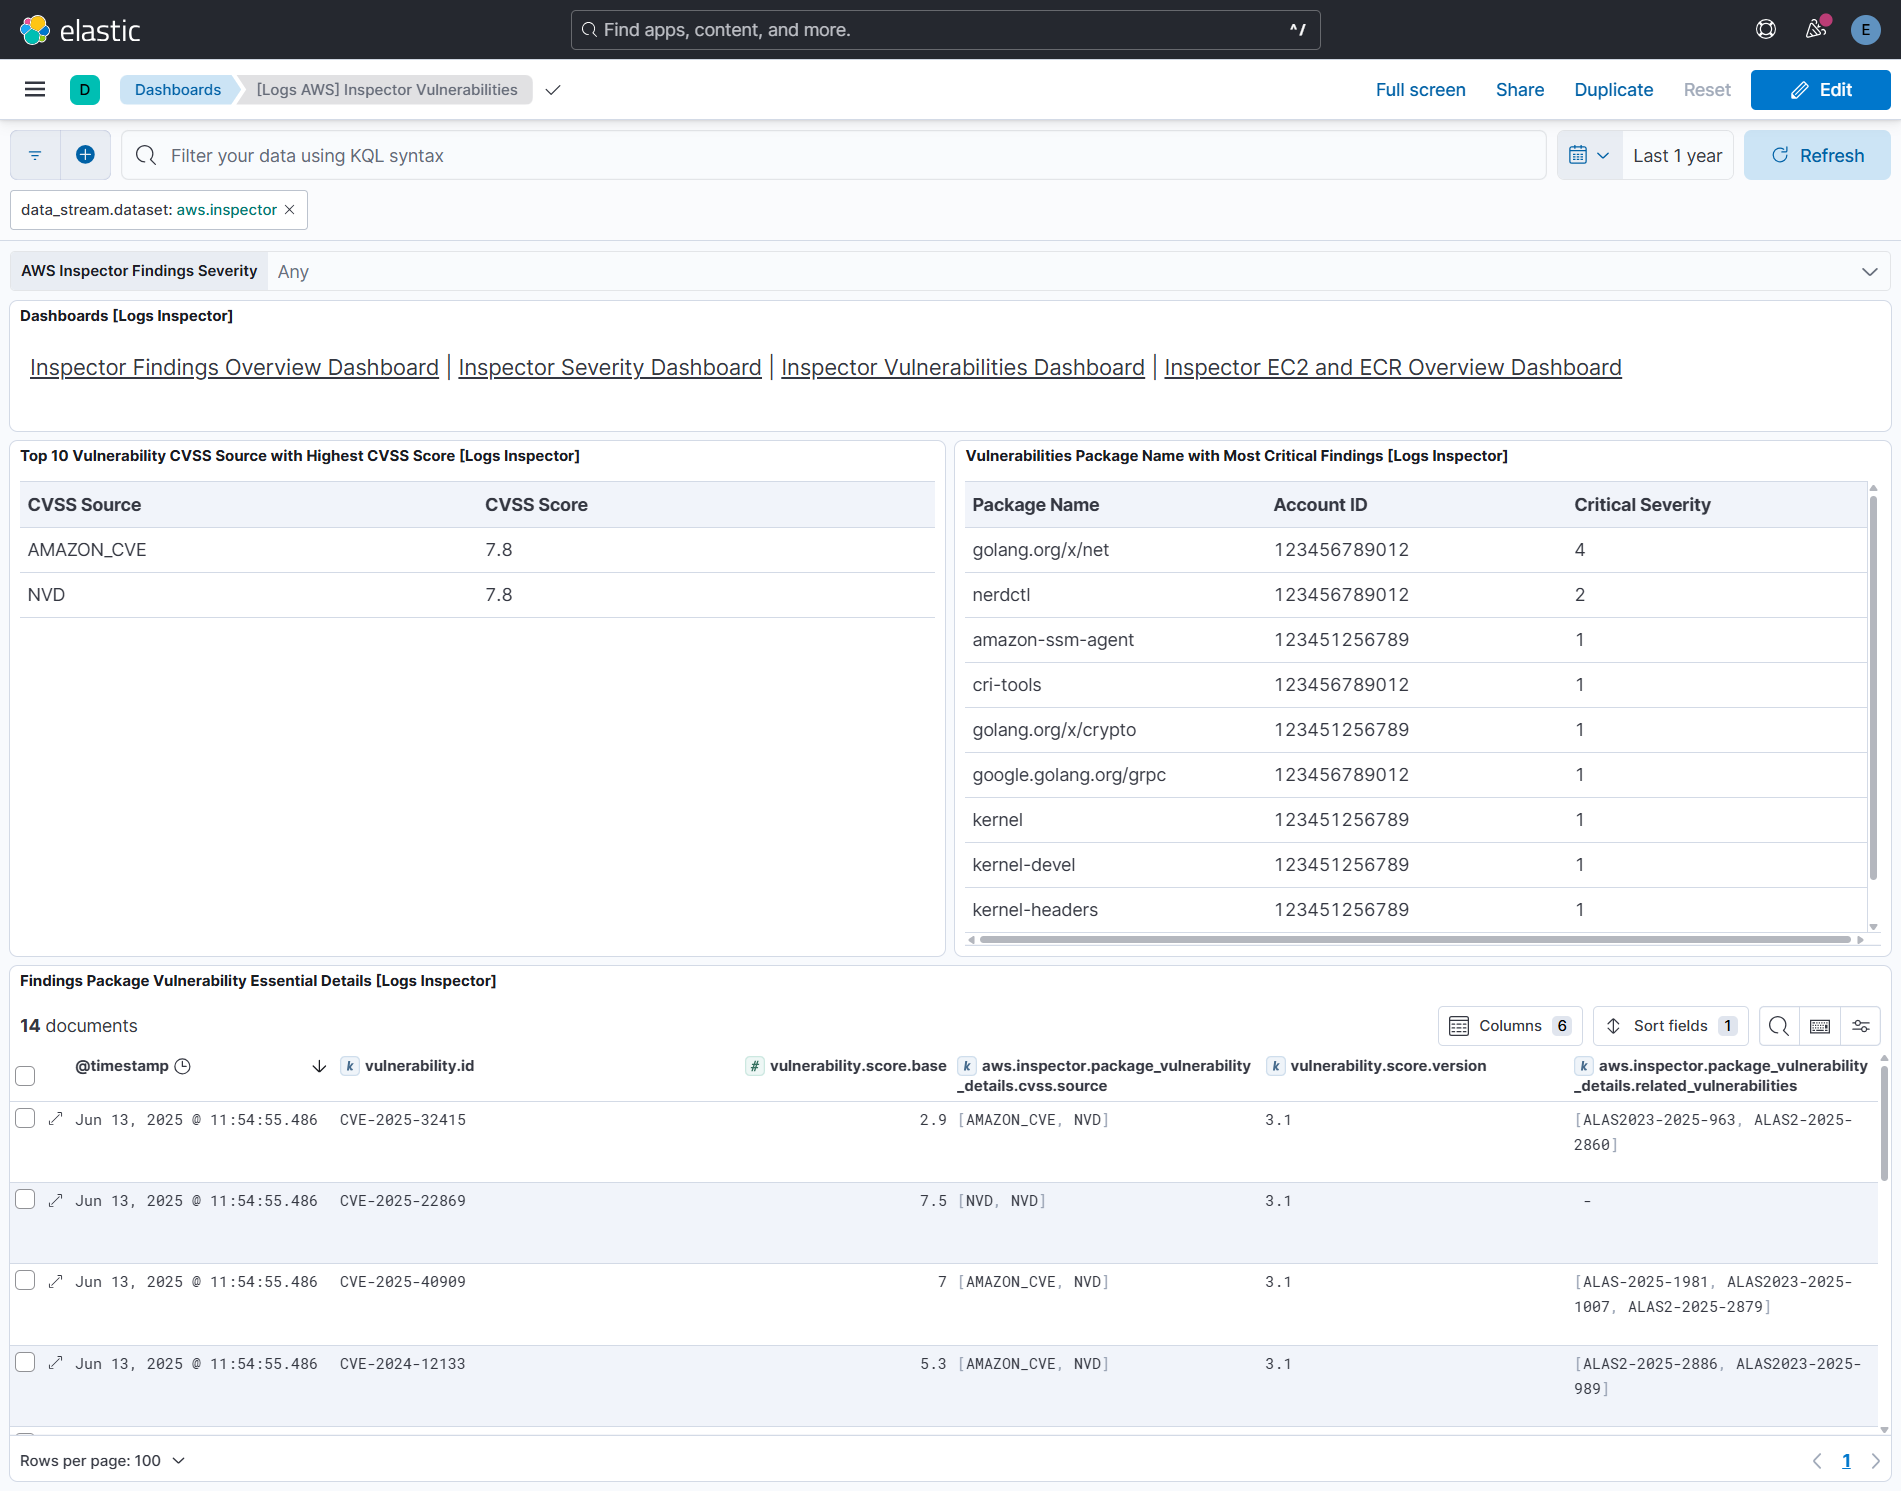 elastic
Find apps, content, and more.
^/
E
D
Dashboards
[Logs AWS] Inspector Vulnerabilities
Full screen
Share
Duplicate
Reset
Edit
Filter your data using KQL syntax
Last 1 year
Refresh
data_stream.dataset: aws.inspector
AWS Inspector Findings Severity
Any
Dashboards [Logs Inspector]
Inspector Findings Overview Dashboard | Inspector Severity Dashboard | Inspector Vulnerabilities Dashboard | Inspector EC2 and ECR Overview Dashboard
Top 10 Vulnerability CVSS Source with Highest CVSS Score [Logs Inspector]
CVSS Source CVSS Score
AMAZON_CVE 7.8
NVD 7.8
Vulnerabilities Package Name with Most Critical Findings [Logs Inspector]
Package Name Account ID Critical Severity
golang.org/x/net 123456789012 4
nerdctl 123456789012 2
amazon-ssm-agent 123451256789 1
cri-tools 123456789012 1
golang.org/x/crypto 123451256789 1
google.golang.org/grpc 123456789012 1
kernel 123451256789 1
kernel-devel 123451256789 1
kernel-headers 123451256789 1
Findings Package Vulnerability Essential Details [Logs Inspector]
14 documents
Columns 6
Sort fields 1
@timestamp
k vulnerability.id
# vulnerability.score.base
k aws.inspector.package_vulnerability
_details.cvss.source
k vulnerability.score.version
k aws.inspector.package_vulnerability
_details.related_vulnerabilities
Jun 13, 2025 @ 11:54:55.486 CVE-2025-32415 2.9 [AMAZON_CVE, NVD] 3.1 [ALAS2023-2025-963, ALAS2-2025-
2860]
Jun 13, 2025 @ 11:54:55.486 CVE-2025-22869 7.5 [NVD, NVD] 3.1 -
Jun 13, 2025 @ 11:54:55.486 CVE-2025-40909 7 [AMAZON_CVE, NVD] 3.1 [ALAS-2025-1981, ALAS2023-2025-
1007, ALAS2-2025-2879]
Jun 13, 2025 @ 11:54:55.486 CVE-2024-12133 5.3 [AMAZON_CVE, NVD] 3.1 [ALAS2-2025-2886, ALAS2023-2025-
989]
Rows per page: 100
1